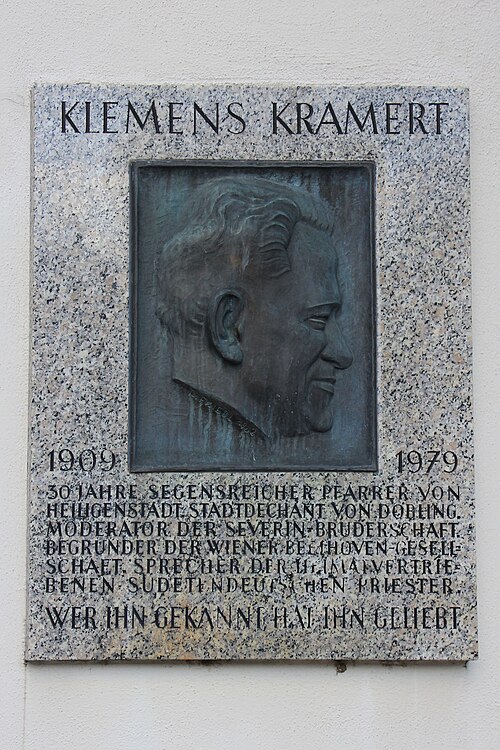 KLEMENS KRAMERT
1909 1979
30 JAHRE SEGENSREICHER PFARRER VON
HEILIGENSTADT, STADTDECHANT VON DÖBLING,
MODERATOR DER SEVERIN-BRUDERSCHAFT,
BEGRÜNDER DER WIENER BEETHOVEN-GESELL-
SCHAFT, SPRECHER DER HEIMATVERTRIE-
BENEN SUDETENDEUTSCHEN PRIESTER.
WER IHN GEKANNT, HAT IHN GELIEBT